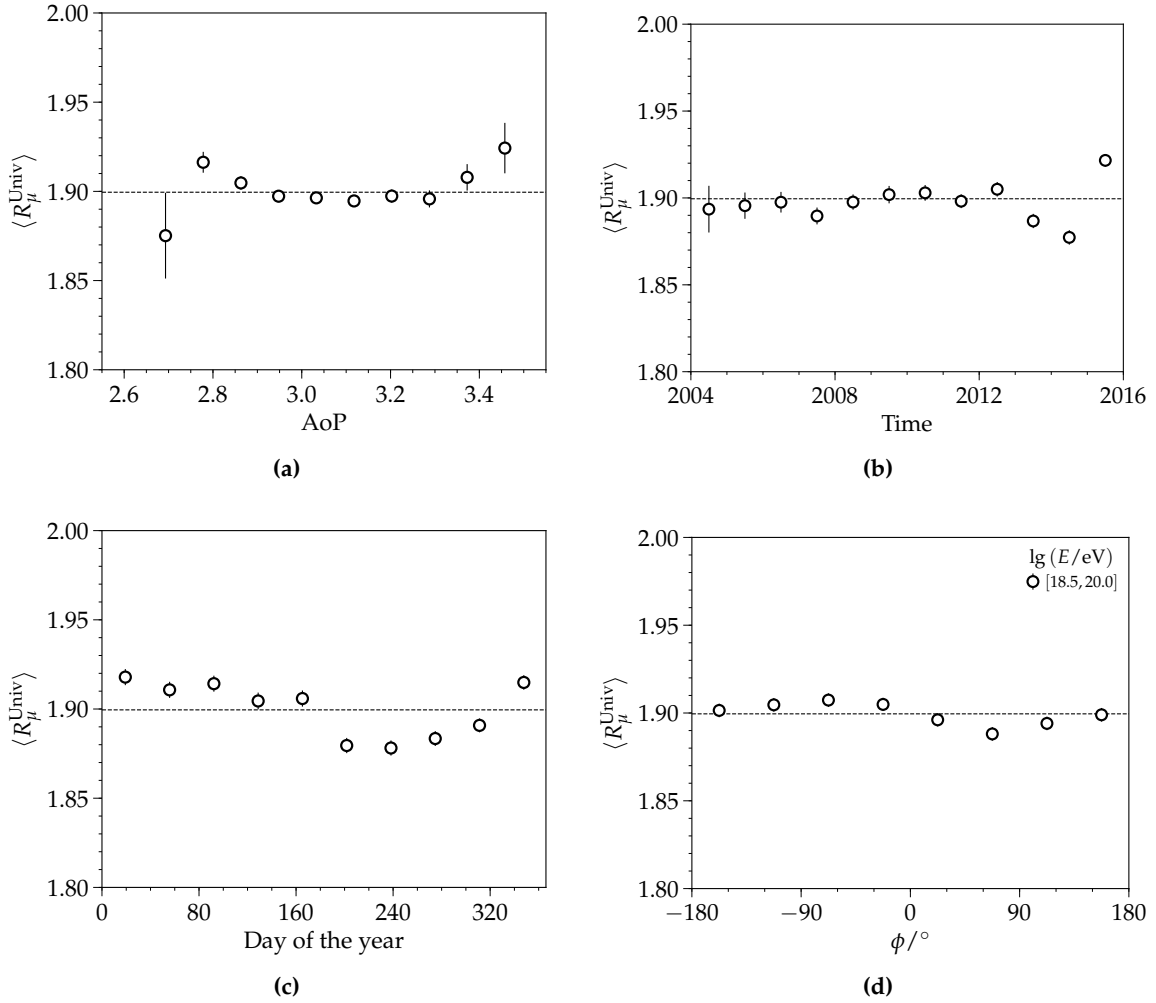 2.00
1.95
1.90
1.85
1.80
⟨R_μ^Univ⟩
2.6 2.8 3.0 3.2 3.4
AoP
(a)
2.00
1.95
1.90
1.85
1.80
⟨R_μ^Univ⟩
2004 2008 2012 2016
Time
(b)
2.00
1.95
1.90
1.85
1.80
⟨R_μ^Univ⟩
0 80 160 240 320
Day of the year
(c)
2.00
1.95
1.90
1.85
1.80
⟨R_μ^Univ⟩
lg (E/eV)
[18.5, 20.0]
−180 −90 0 90 180
ϕ/°
(d)